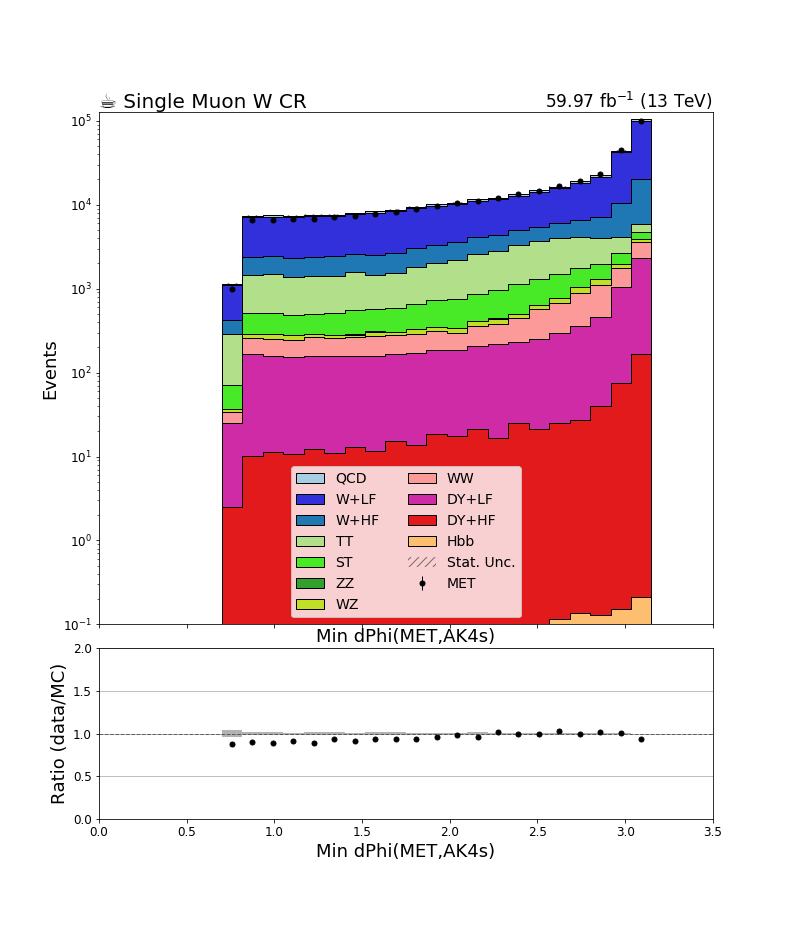 ☕ Single Muon W CR
59.97 fb⁻¹ (13 TeV)
10⁵
10⁴
10³
10²
10¹
10⁰
10⁻¹
Events
QCD
W+LF
W+HF
TT
ST
ZZ
WZ
WW
DY+LF
DY+HF
Hbb
Stat. Unc.
MET
Min dPhi(MET,AK4s)
2.0
1.5
1.0
0.5
0.0
Ratio (data/MC)
0.0 0.5 1.0 1.5 2.0 2.5 3.0 3.5
Min dPhi(MET,AK4s)